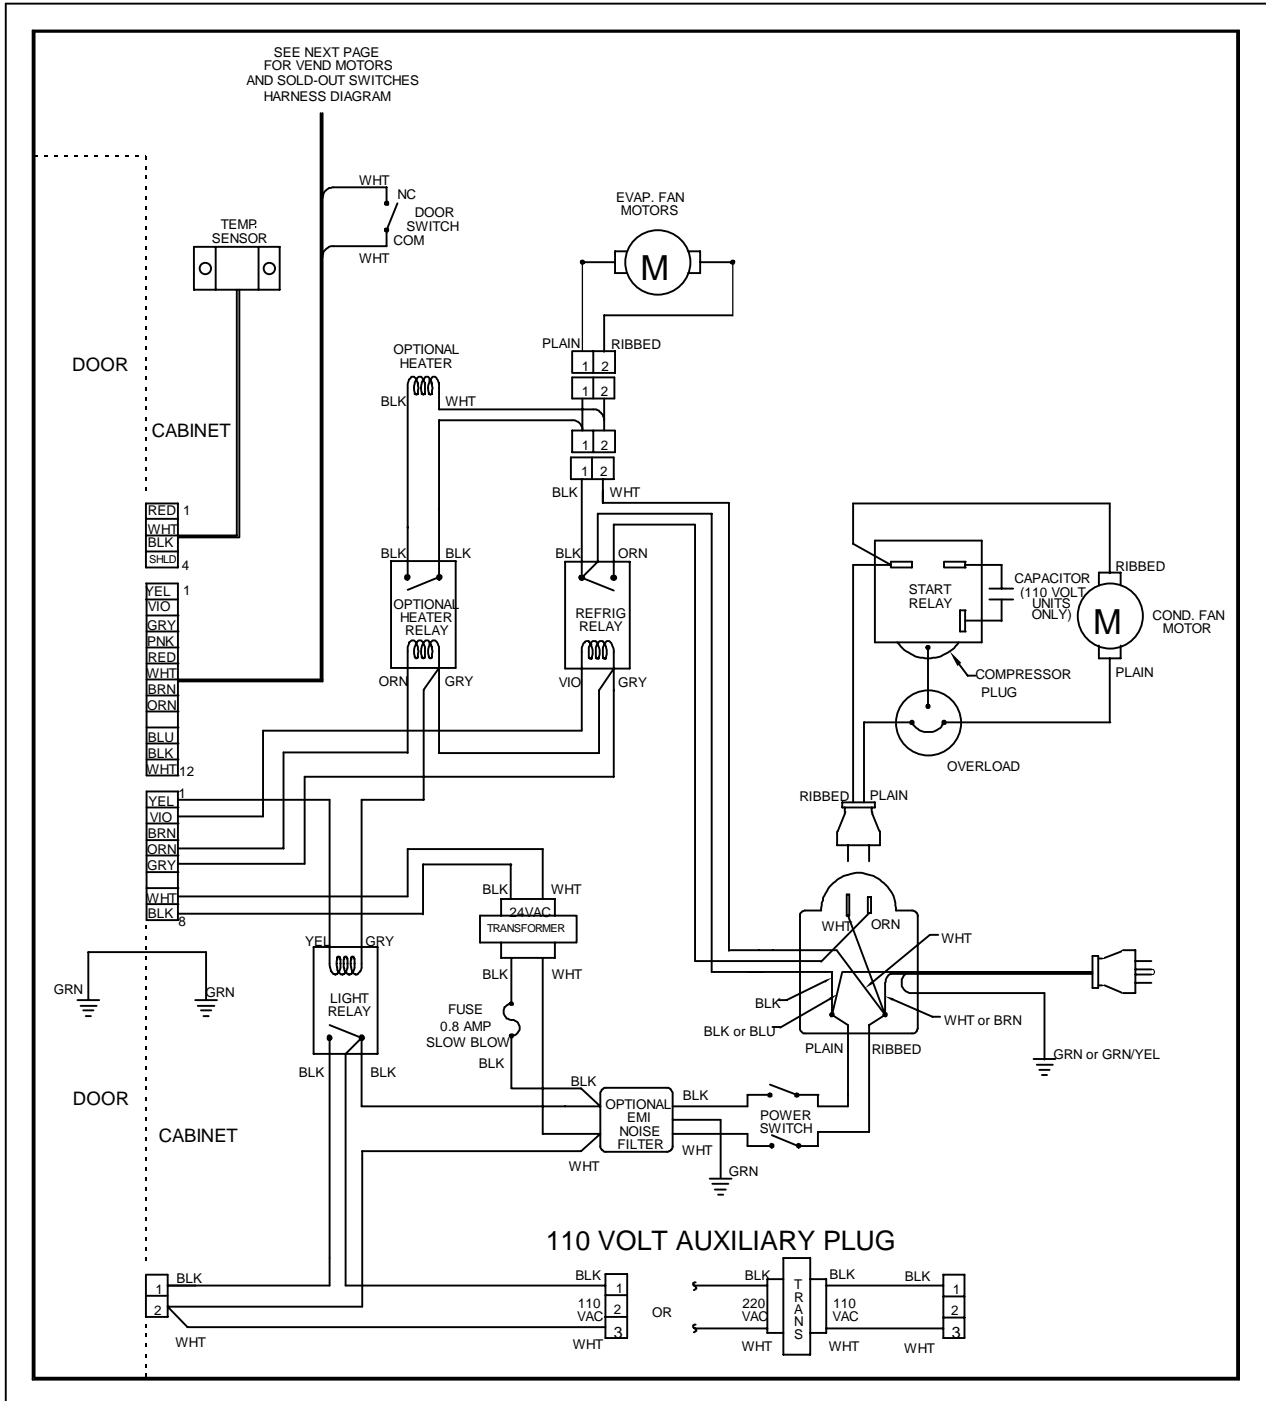 SEE NEXT PAGE
FOR VEND MOTORS
AND SOLD-OUT SWITCHES
HARNESS DIAGRAM
WHT
NC
DOOR
SWITCH
COM
WHT
TEMP.
SENSOR
EVAP. FAN
MOTORS
M
DOOR
CABINET
OPTIONAL
HEATER
BLK
WHT
PLAIN
RIBBED
1 2
1 2
1 2
1 2
BLK
WHT
RED 1
WHT
BLK
SHLD 4
YEL 1
VIO
GRY
PNK
RED
WHT
BRN
ORN
BLU
BLK
WHT 12
YEL 1
VIO
BRN
ORN
GRY
WHT
BLK 8
BLK
BLK
OPTIONAL
HEATER
RELAY
ORN
GRY
BLK
ORN
REFRIG
RELAY
VIO
GRY
START
RELAY
CAPACITOR
(110 VOLT
UNITS
ONLY)
RIBBED
M
COND. FAN
MOTOR
PLAIN
COMPRESSOR
PLUG
OVERLOAD
RIBBED
PLAIN
BLK
WHT
24VAC
TRANSFORMER
BLK
WHT
FUSE
0.8 AMP
SLOW BLOW
BLK
YEL
GRY
LIGHT
RELAY
BLK
BLK
GRN
GRN
DOOR
CABINET
WHT
ORN
WHT
BLK
BLK or BLU
WHT or BRN
PLAIN
RIBBED
GRN or GRN/YEL
BLK
OPTIONAL
EMI
NOISE
FILTER
WHT
BLK
WHT
GRN
POWER
SWITCH
110 VOLT AUXILIARY PLUG
1
2
BLK
WHT
BLK
110
VAC
WHT
1
2
3
OR
BLK
220
VAC
WHT
TRANS
BLK
110
VAC
WHT
BLK
WHT
1
2
3